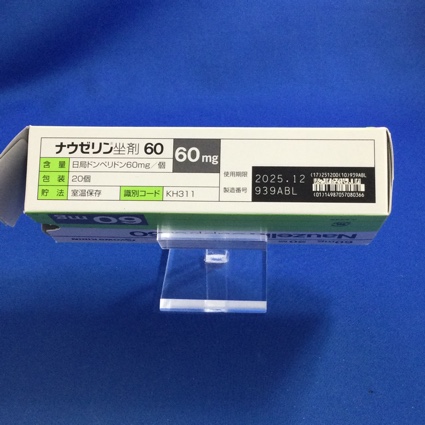 ナウゼリン坐剤 60
60mg
含量 日局ドンペリドン60mg/個
包装 20個
貯法 室温保存 識別コード KH311
使用期限 2025.12
製造番号 939ABL
(17)251200(10)939ABL
(01)14987057080366
60mg
Nauzelin